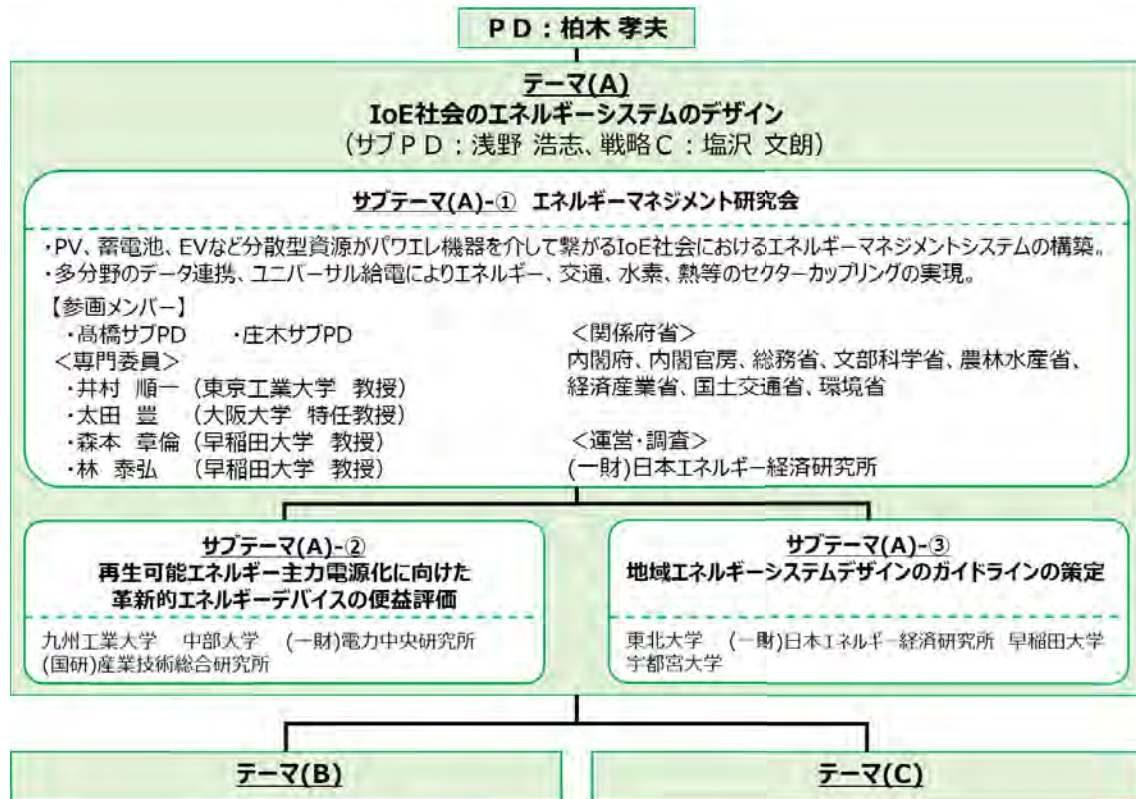 ＰＤ：柏木 孝夫
テーマ(A)
IoE社会のエネルギーシステムのデザイン
（サブＰＤ：浅野 浩志、戦略Ｃ：塩沢 文朗）
サブテーマ(A)-① エネルギーマネジメント研究会
・PV、蓄電池、EVなど分散型資源がパワエレ機器を介して繋がるIoE社会におけるエネルギーマネジメントシステムの構築。
・多分野のデータ連携、ユニバーサル給電によりエネルギー、交通、水素、熱等のセクターカップリングの実現。
【参画メンバー】
・髙橋サブPD ・庄木サブPD
＜専門委員＞
・井村 順一（東京工業大学 教授）
・太田 豊 （大阪大学 特任教授）
・森本 章倫（早稲田大学 教授）
・林 泰弘 （早稲田大学 教授）
＜関係府省＞
内閣府、内閣官房、総務省、文部科学省、農林水産省、
経済産業省、国土交通省、環境省
＜運営・調査＞
(一財)日本エネルギー経済研究所
サブテーマ(A)-②
再生可能エネルギー主力電源化に向けた
革新的エネルギーデバイスの便益評価
九州工業大学 中部大学 (一財)電力中央研究所
(国研)産業技術総合研究所
サブテーマ(A)-③
地域エネルギーシステムデザインのガイドラインの策定
東北大学 (一財)日本エネルギー経済研究所 早稲田大学
宇都宮大学
テーマ(B)
テーマ(C)